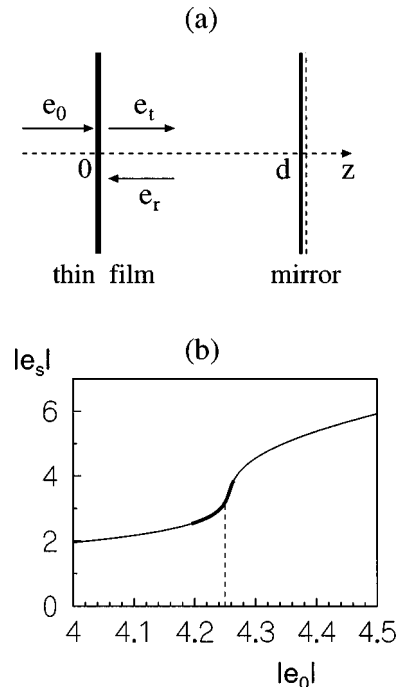 (a)
e₀ eₜ
0 d z
eᵣ
thin film mirror
(b)
|eₛ|
6
4
2
0
4 4.1 4.2 4.3 4.4 4.5
|e₀|